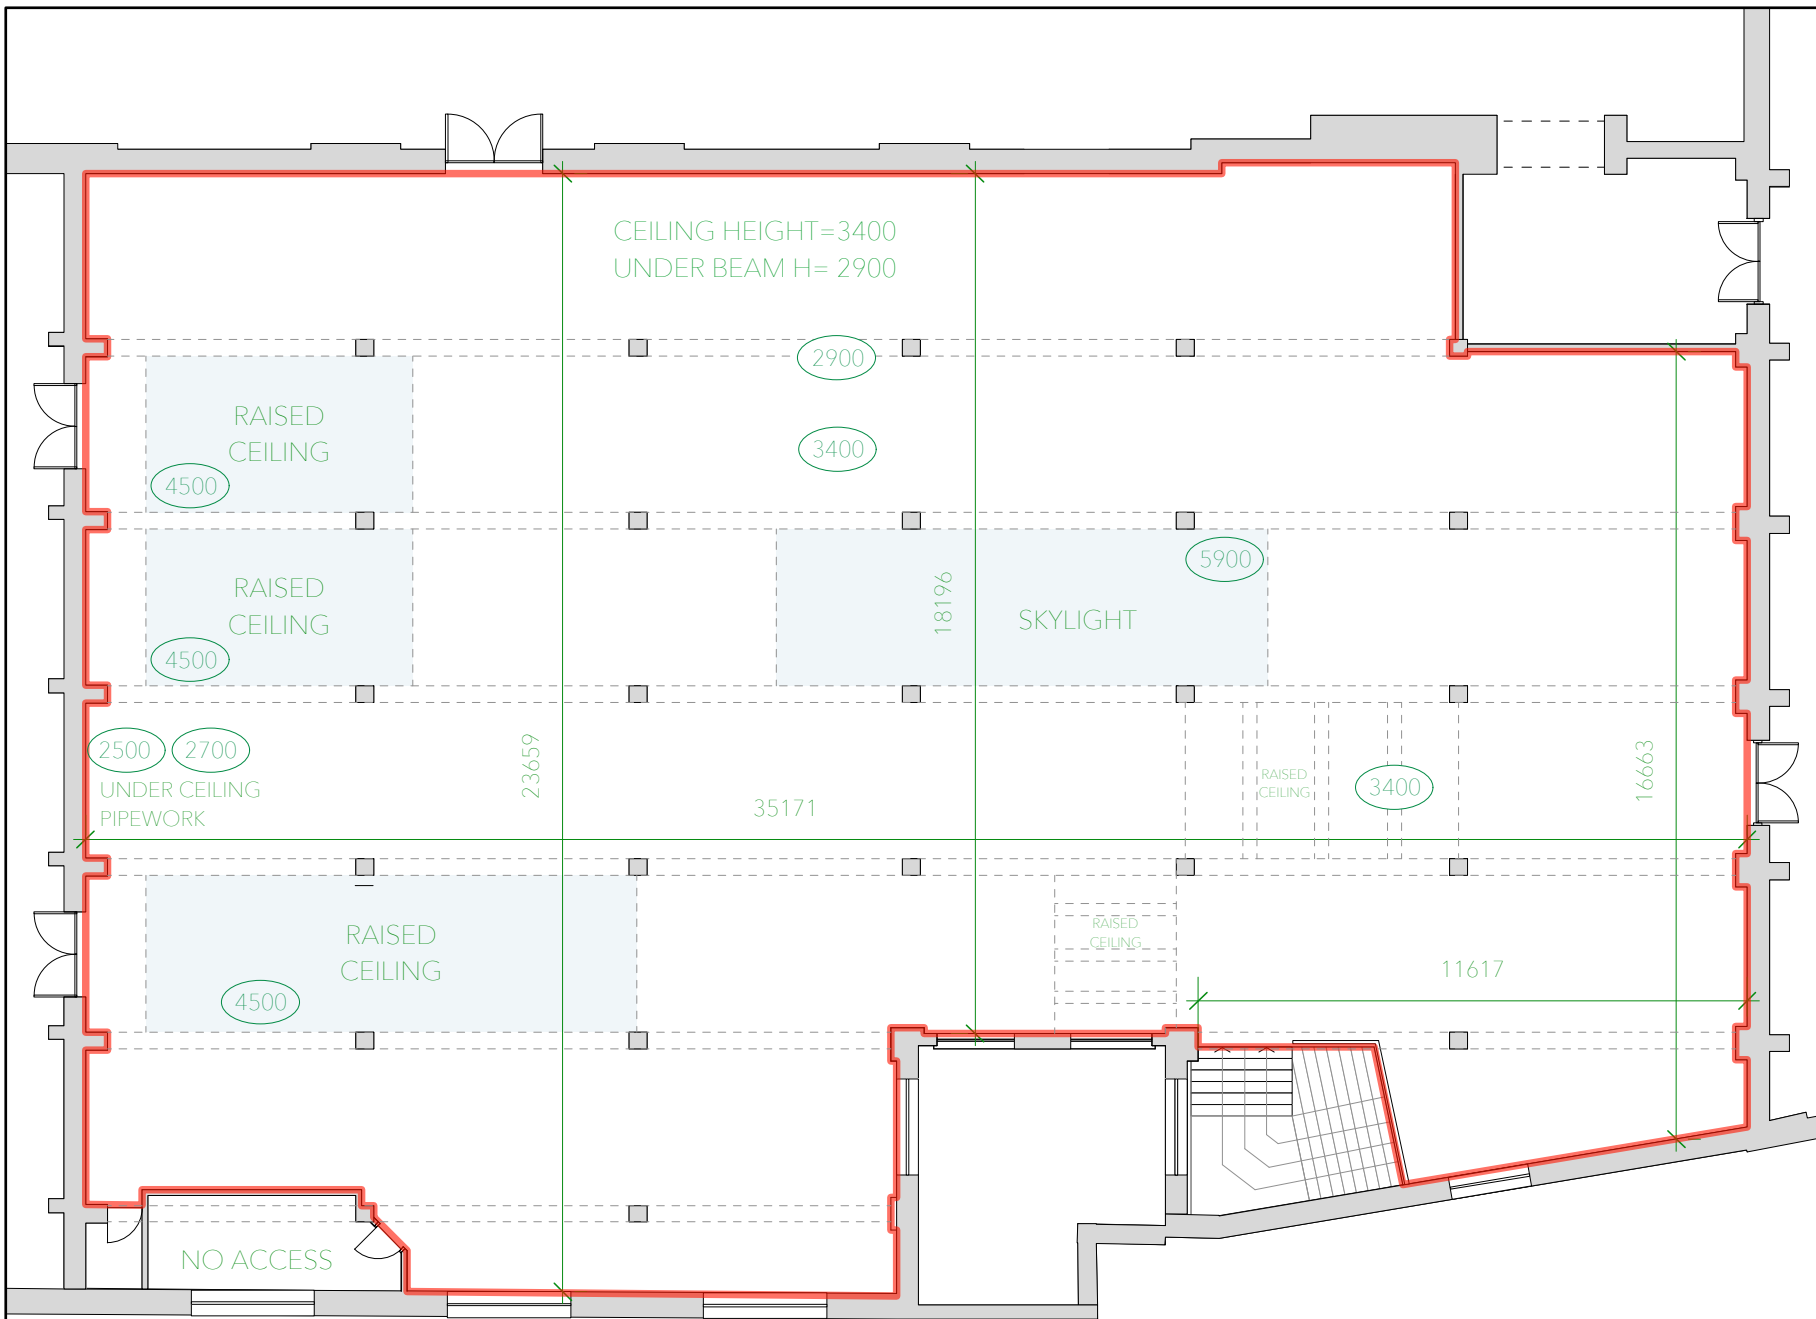 CEILING HEIGHT=3400
UNDER BEAM H= 2900
2900
RAISED
CEILING
4500
3400
RAISED
CEILING
4500
5900
SKYLIGHT
18196
2500
2700
UNDER CEILING
PIPEWORK
23659
35171
RAISED
CEILING
3400
16663
RAISED
CEILING
4500
RAISED
CEILING
11617
NO ACCESS